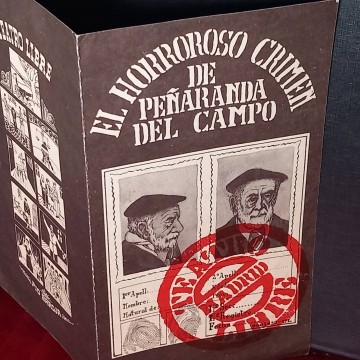 TEATRO LIBRE
EL HORROROSO CRIMEN
DE
PEÑARANDA
DEL CAMPO
1er Apell.
Nombre:
Natural de
2º Apell.
TEATRO
MADRID
LIBRE